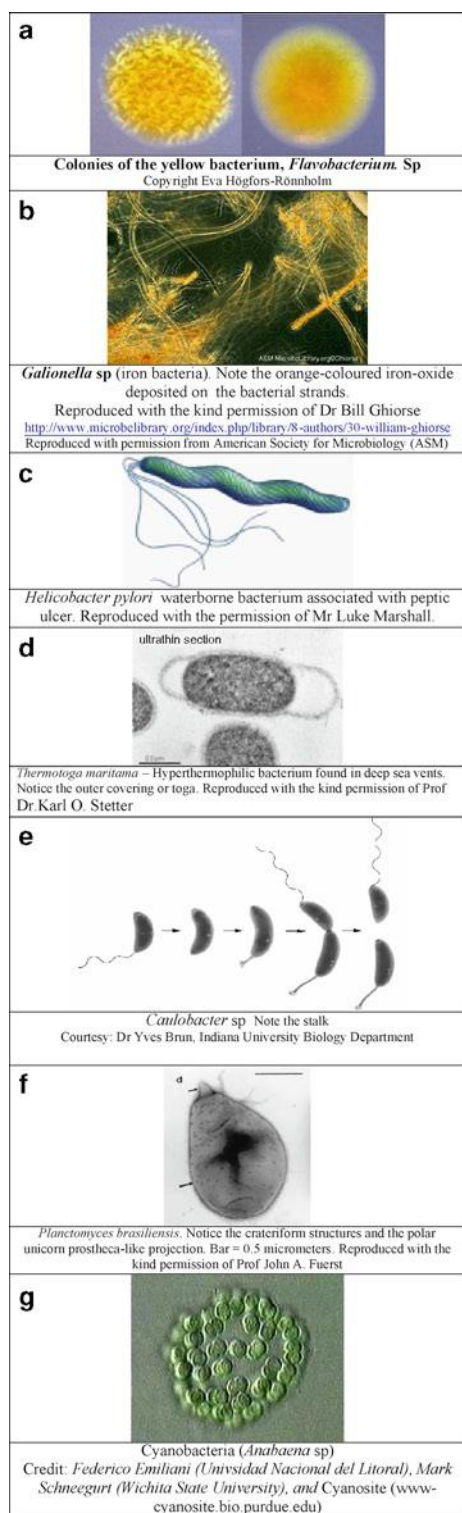 a
Colonies of the yellow bacterium, Flavobacterium. Sp
Copyright Eva Högfors-Rönnholm
b
ASM MicrobeLibrary.org©Ghiorse
Galionella sp (iron bacteria). Note the orange-coloured iron-oxide
deposited on the bacterial strands.
Reproduced with the kind permission of Dr Bill Ghiorse
http://www.microbelibrary.org/index.php/library/8-authors/30-william-ghiorse
Reproduced with permission from American Society for Microbiology (ASM)
c
Helicobacter pylori waterborne bacterium associated with peptic
ulcer. Reproduced with the permission of Mr Luke Marshall.
d
ultrathin section
0.5µm
Thermotoga maritama – Hyperthermophilic bacterium found in deep sea vents.
Notice the outer covering or toga. Reproduced with the kind permission of Prof
Dr.Karl O. Stetter
e
Caulobacter sp Note the stalk
Courtesy: Dr Yves Brun, Indiana University Biology Department
f
d
Planctomyces brasiliensis. Notice the crateriform structures and the polar
unicorn prostheca-like projection. Bar = 0.5 micrometers. Reproduced with the
kind permission of Prof John A. Fuerst
g
Cyanobacteria (Anabaena sp)
Credit: Federico Emiliani (Univsidad Nacional del Litoral), Mark
Schneegurt (Wichita State University), and Cyanosite (www-
cyanosite.bio.purdue.edu)